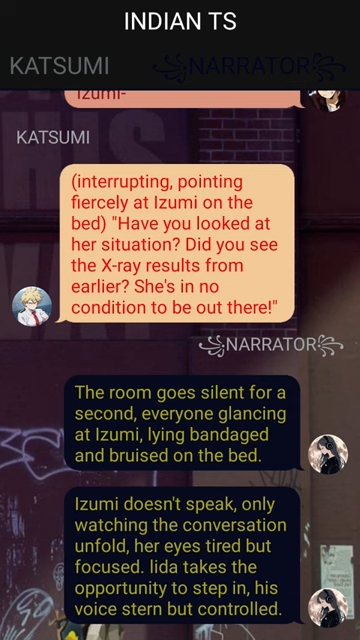 INDIAN TS
KATSUMI
꧁NARRATOR꧂
Izumi-
KATSUMI
(interrupting, pointing
fiercely at Izumi on the
bed) "Have you looked at
her situation? Did you see
the X-ray results from
earlier? She's in no
condition to be out there!"
꧁NARRATOR꧂
The room goes silent for a
second, everyone glancing
at Izumi, lying bandaged
and bruised on the bed.
Izumi doesn't speak, only
watching the conversation
unfold, her eyes tired but
focused. Iida takes the
opportunity to step in, his
voice stern but controlled.